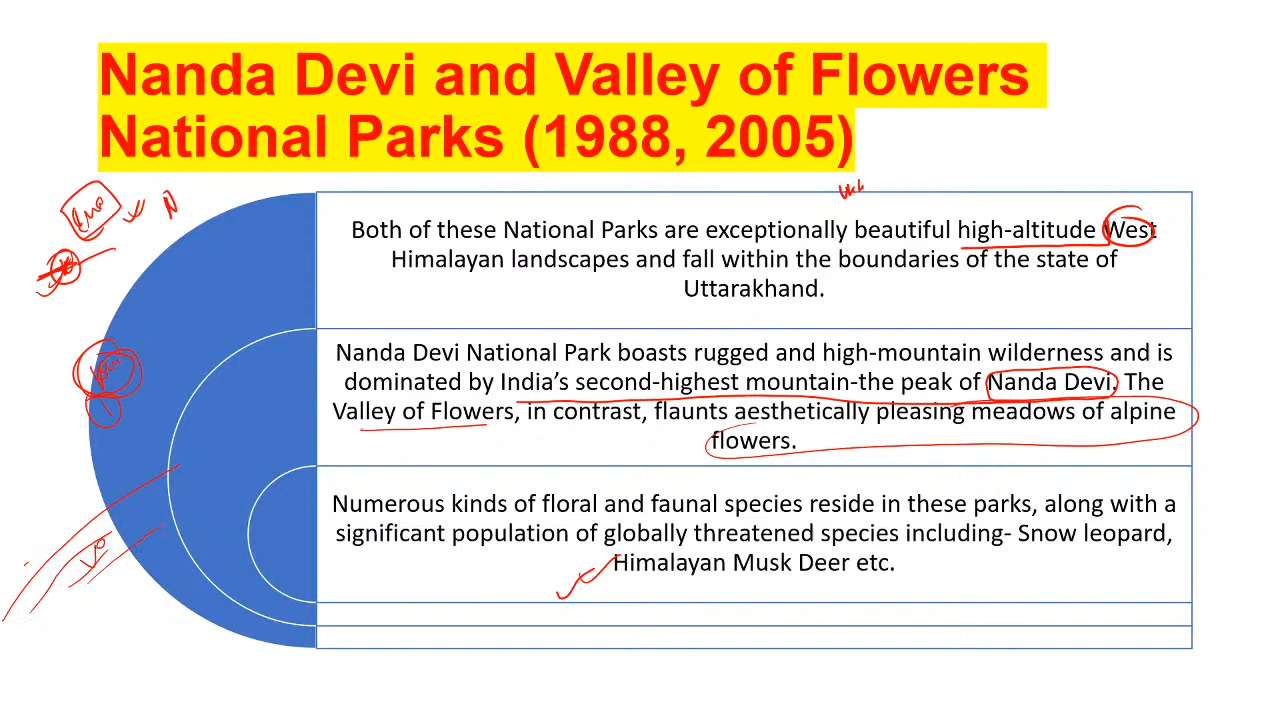 Nanda Devi and Valley of Flowers
National Parks (1988, 2005)
Both of these National Parks are exceptionally beautiful high-altitude West
Himalayan landscapes and fall within the boundaries of the state of
Uttarakhand.
Nanda Devi National Park boasts rugged and high-mountain wilderness and is
dominated by India’s second-highest mountain-the peak of Nanda Devi. The
Valley of Flowers, in contrast, flaunts aesthetically pleasing meadows of alpine
flowers.
Numerous kinds of floral and faunal species reside in these parks, along with a
significant population of globally threatened species including- Snow leopard,
Himalayan Musk Deer etc.